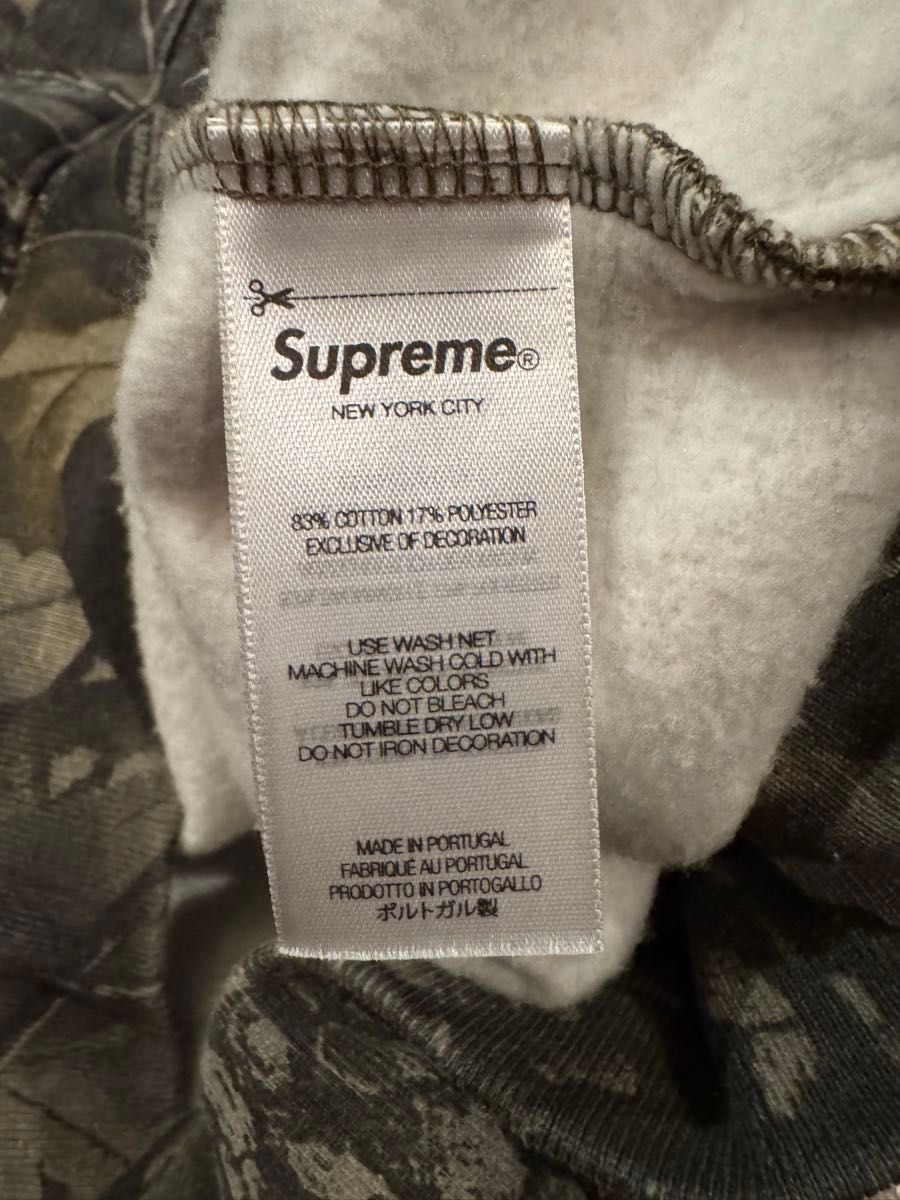 Supreme®
NEW YORK CITY
83% COTTON 17% POLYESTER
EXCLUSIVE OF DECORATION
USE WASH NET
MACHINE WASH COLD WITH
LIKE COLORS
DO NOT BLEACH
TUMBLE DRY LOW
DO NOT IRON DECORATION
MADE IN PORTUGAL
FABRIQUÉ AU PORTUGAL
PRODOTTO IN PORTOGALLO
ポルトガル製